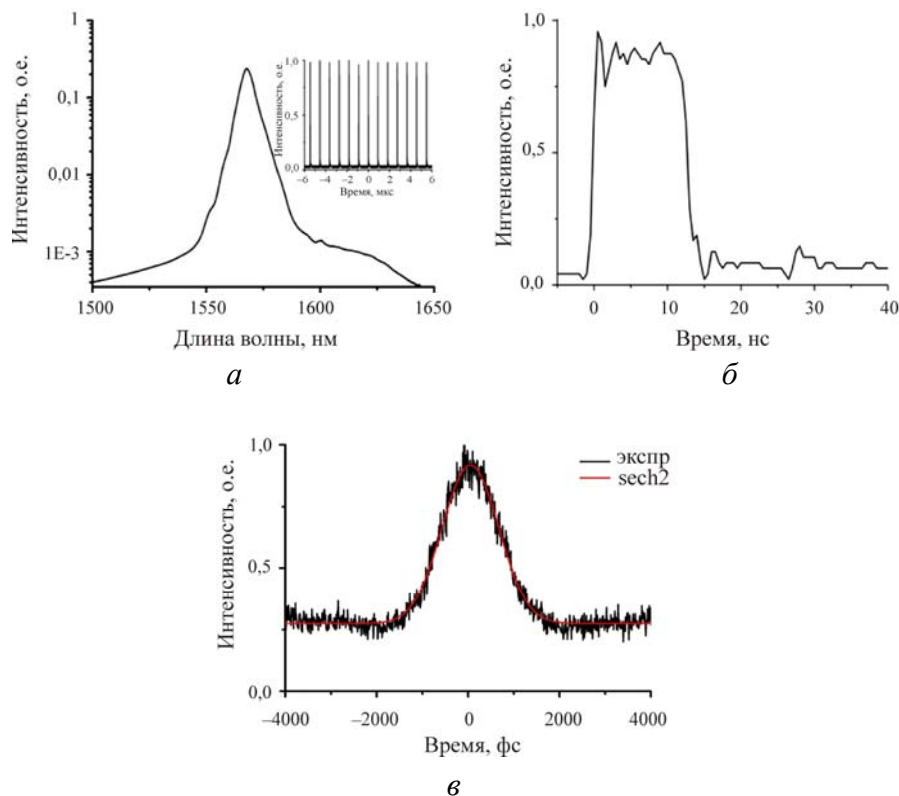 1
0,1
0,01
1E-3
Интенсивность, о.е.
1500
1550
1600
1650
Длина волны, нм
1,0
0,5
0,0
Интенсивность, о.е.
–6
–4
–2
0
2
4
6
Время, мкс
а
1,0
0,5
0,0
Интенсивность, о.е.
0
10
20
30
40
Время, нс
б
1,0
0,5
0,0
Интенсивность, о.е.
экспр
sech2
–4000
–2000
0
2000
4000
Время, фс
в